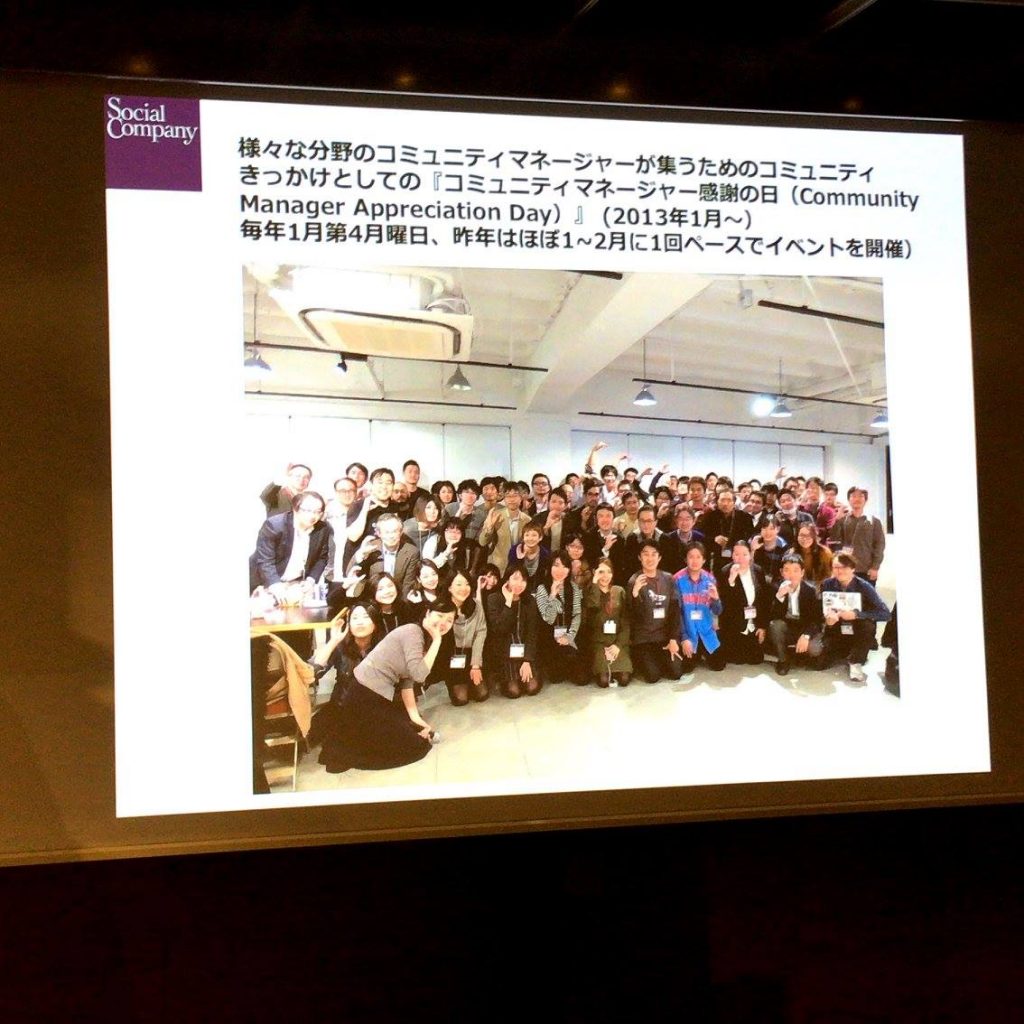 Social
Company
様々な分野のコミュニティマネージャーが集うためのコミュニティ
きっかけとしての『コミュニティマネージャー感謝の日（Community
Manager Appreciation Day）』 (2013年1月～)
毎年1月第4月曜日、昨年はほぼ1~2月に1回ペースでイベントを開催）